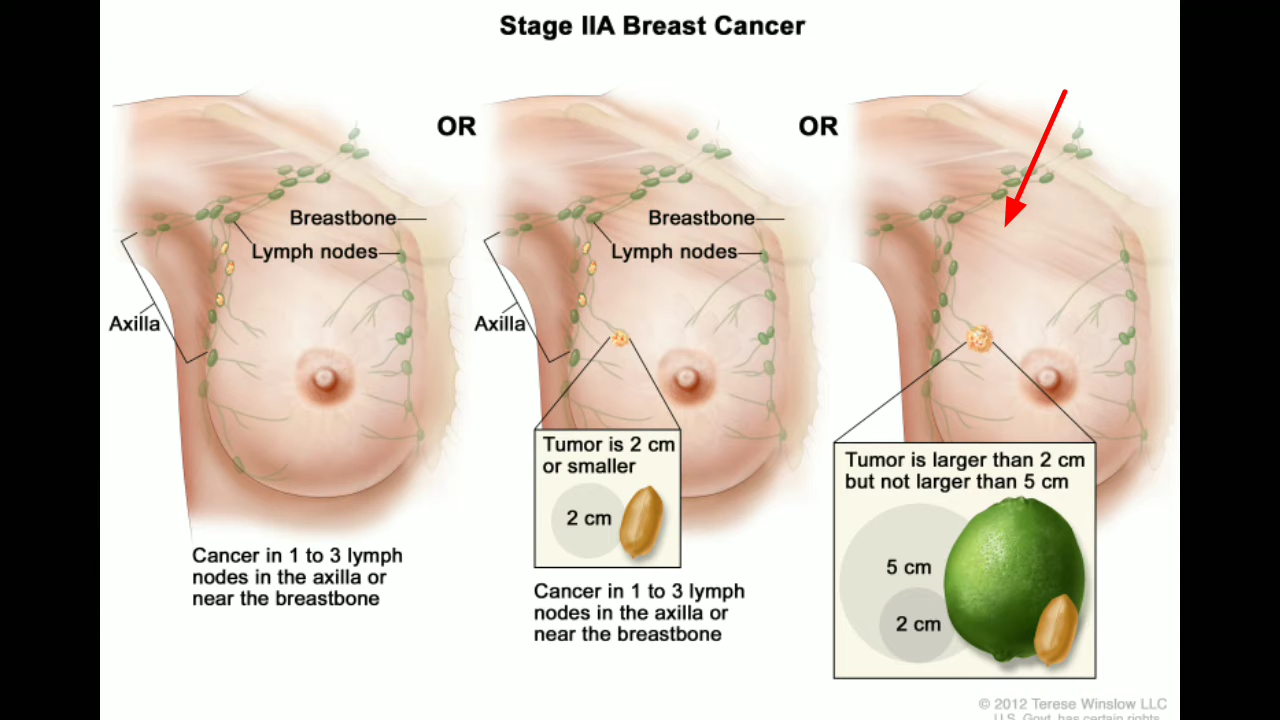 Stage IIA Breast Cancer
OR
OR
Breastbone
Lymph nodes
Axilla
Breastbone
Lymph nodes
Axilla
Tumor is 2 cm
or smaller
2 cm
Tumor is larger than 2 cm
but not larger than 5 cm
5 cm
2 cm
Cancer in 1 to 3 lymph
nodes in the axilla or
near the breastbone
Cancer in 1 to 3 lymph
nodes in the axilla or
near the breastbone
© 2012 Terese Winslow LLC
U.S. Govt. has certain rights